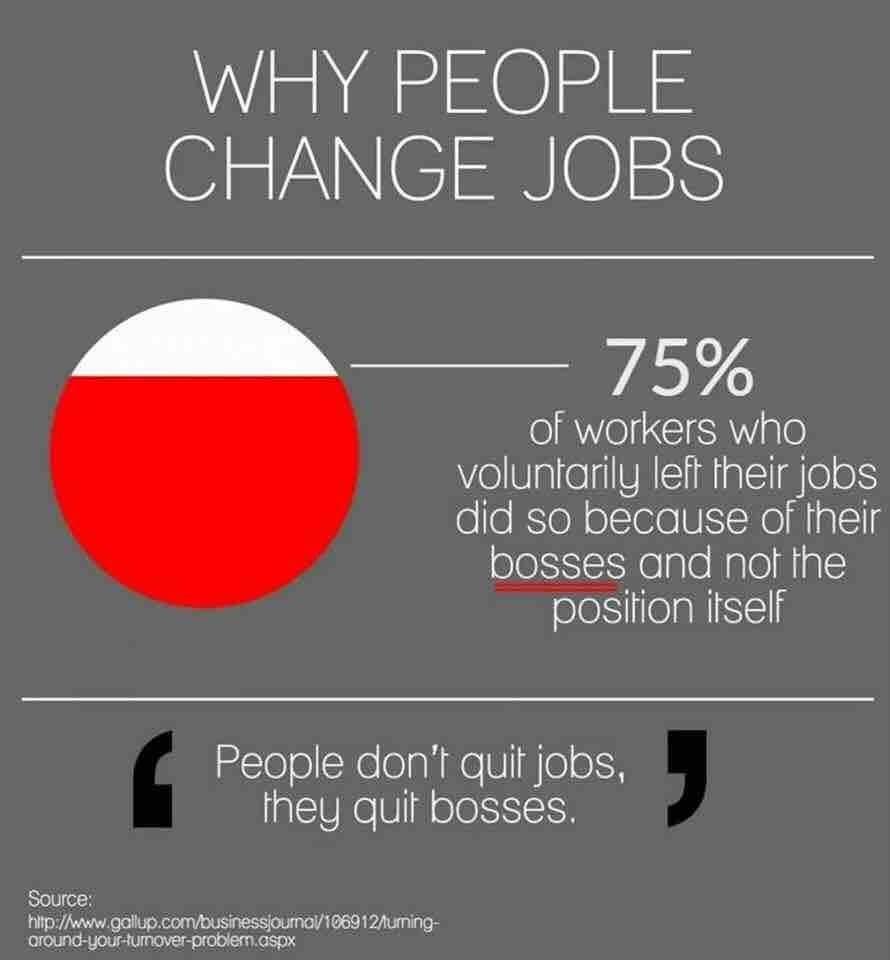 WHY PEOPLE
CHANGE JOBS
75%
of workers who
voluntarily left their jobs
did so because of their
bosses and not the
position itself
‘ People don't quit jobs, ’
they quit bosses.
Source:
http://www.gallup.com/businessjournal/106912/turning-
around-your-turnover-problem.aspx